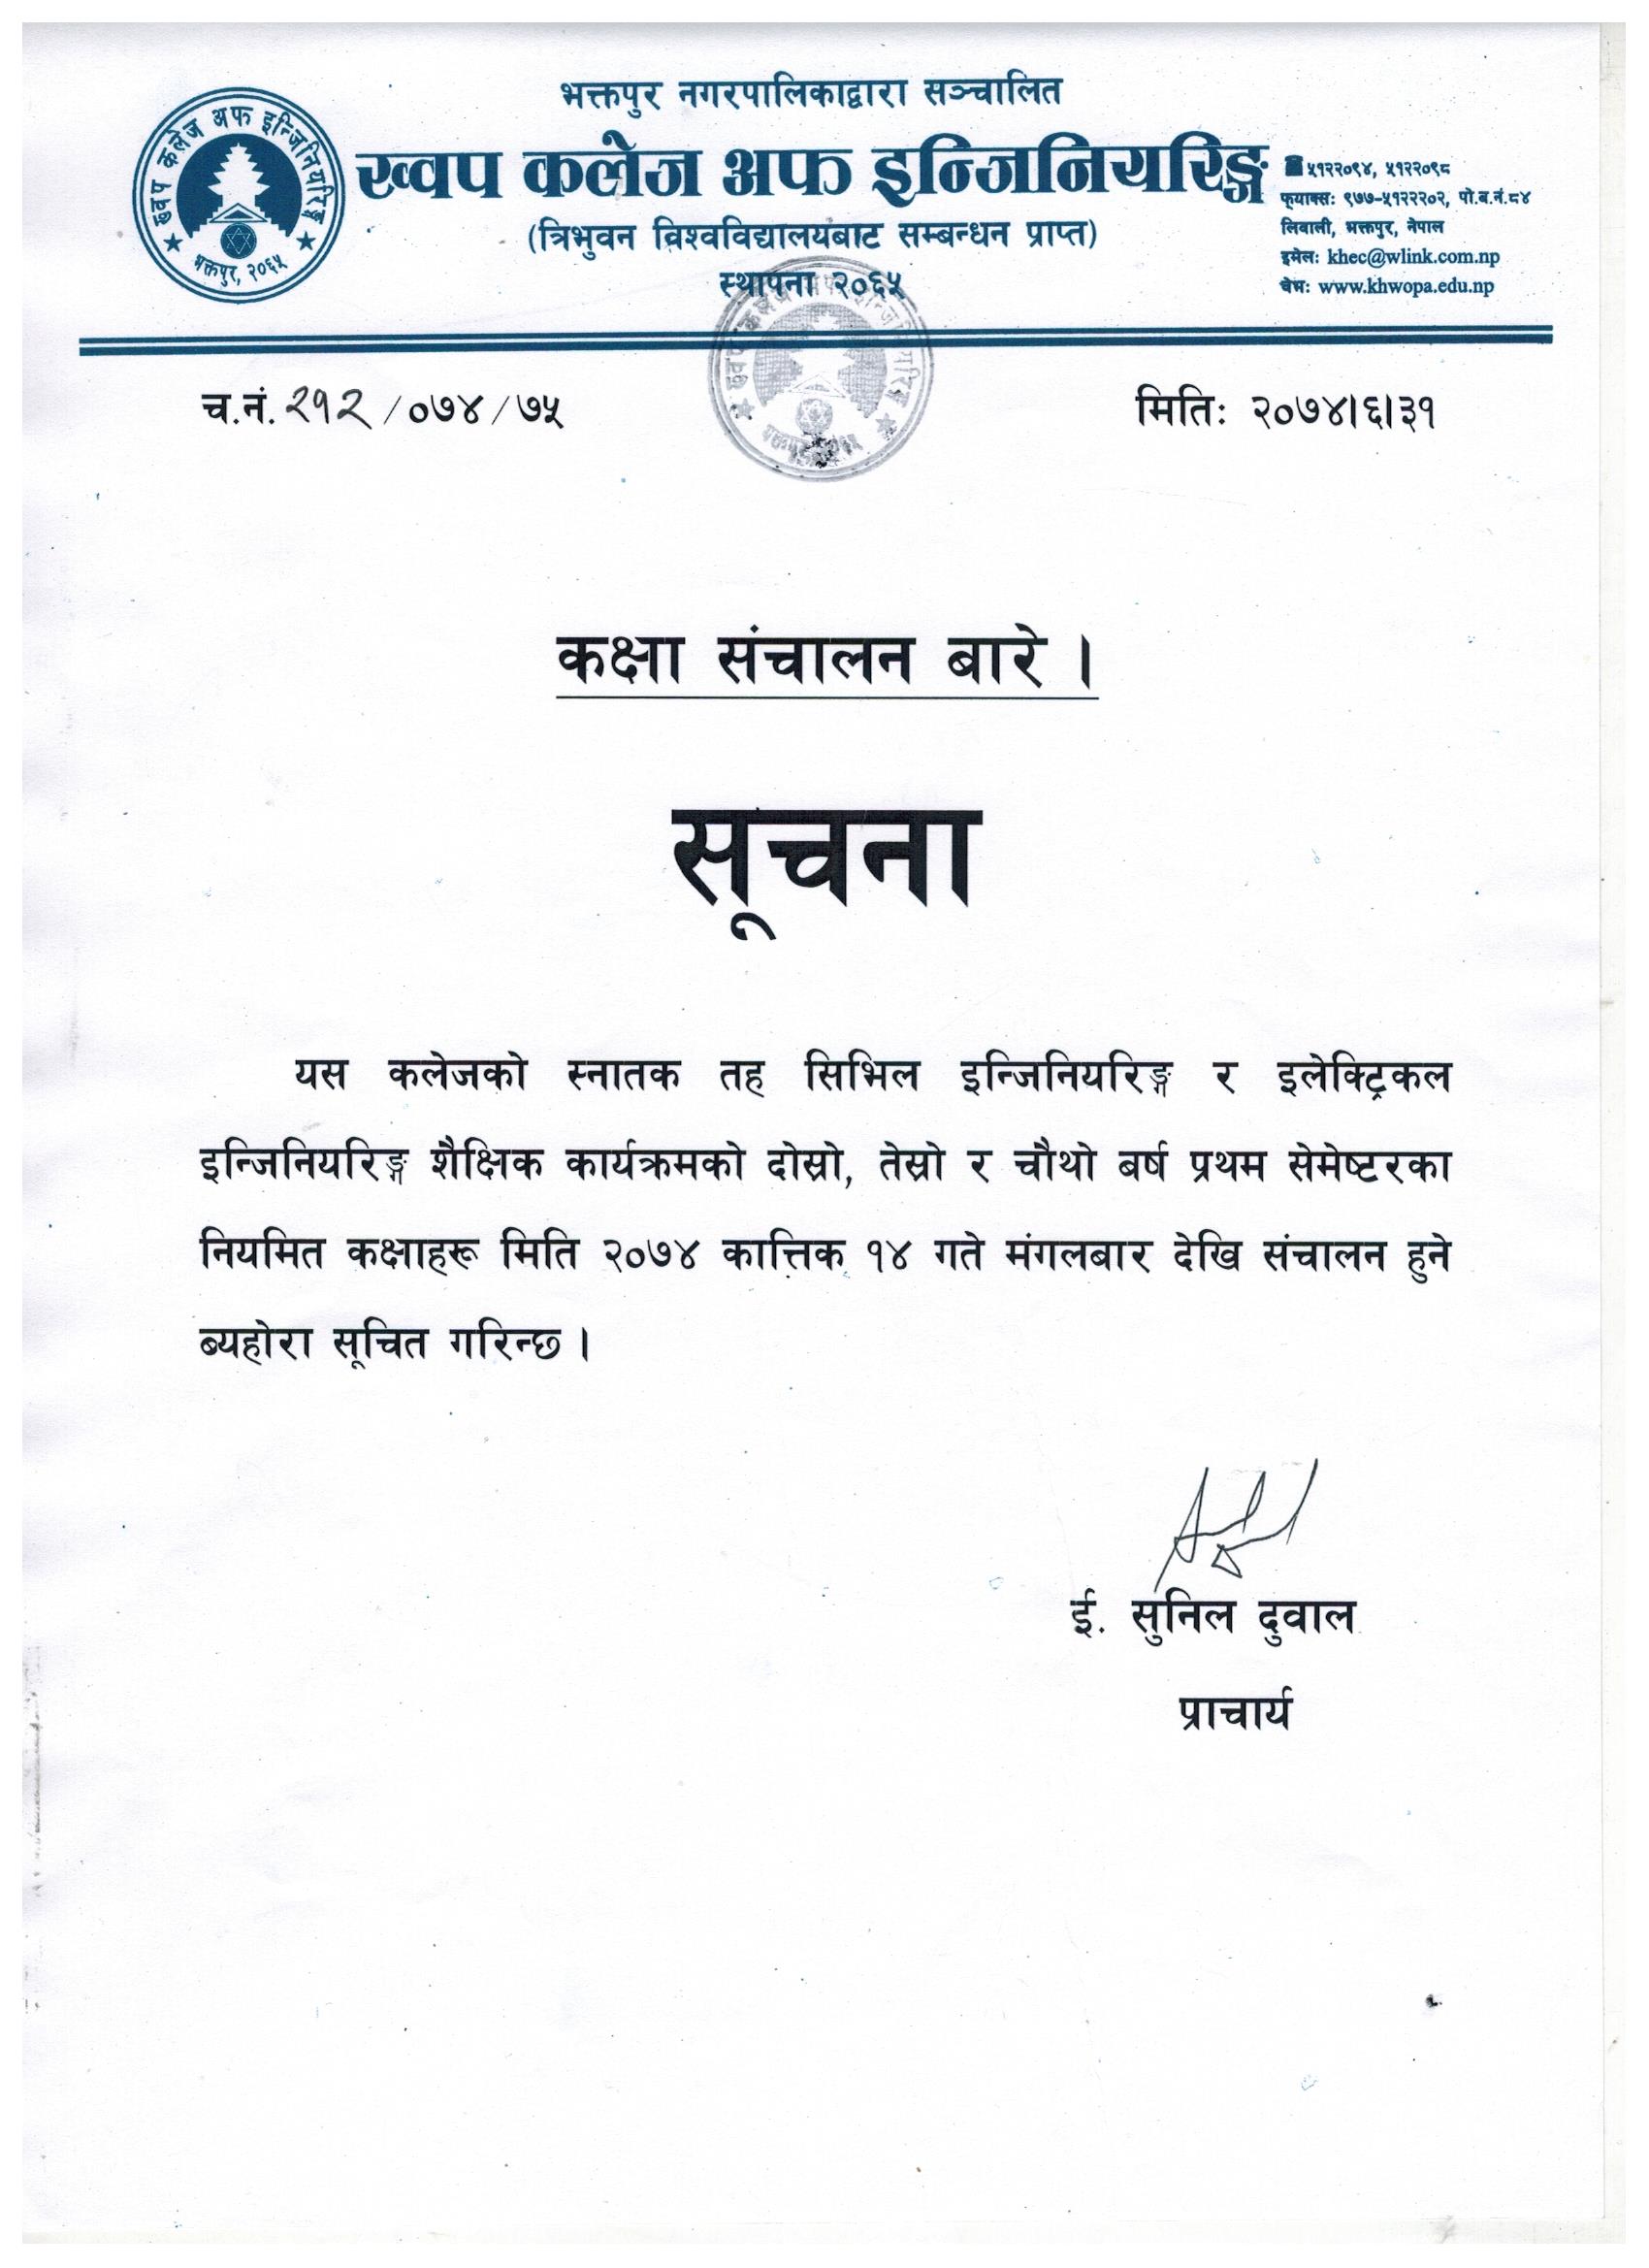 भक्तपुर नगरपालिकाद्वारा सञ्चालित
ख्वप कलेज अफ इन्जिनियरिङ्ग
(त्रिभुवन विश्वविद्यालयबाट सम्बन्धन प्राप्त)
स्थापना २०६५
ख्वप कलेज अफ इन्जिनियरिङ्ग
भक्तपुर, २०६५
☎ ५१२२०९४, ५१२२०९८
फ्याक्सः ९७७-५१२२२०२, पो.ब.नं.८४
लिवाली, भक्तपुर, नेपाल
इमेलः khec@wlink.com.np
वेभः www.khwopa.edu.np
च.नं. २१२ /०७४/७५
मितिः २०७४।६।३१
कक्षा संचालन बारे ।
सूचना
यस कलेजको स्नातक तह सिभिल इन्जिनियरिङ्ग र इलेक्ट्रिकल
इन्जिनियरिङ्ग शैक्षिक कार्यक्रमको दोस्रो, तेस्रो र चौथो बर्ष प्रथम सेमेष्टरका
नियमित कक्षाहरू मिति २०७४ कात्तिक १४ गते मंगलबार देखि संचालन हुने
ब्यहोरा सूचित गरिन्छ ।
ई. सुनिल दुवाल
प्राचार्य